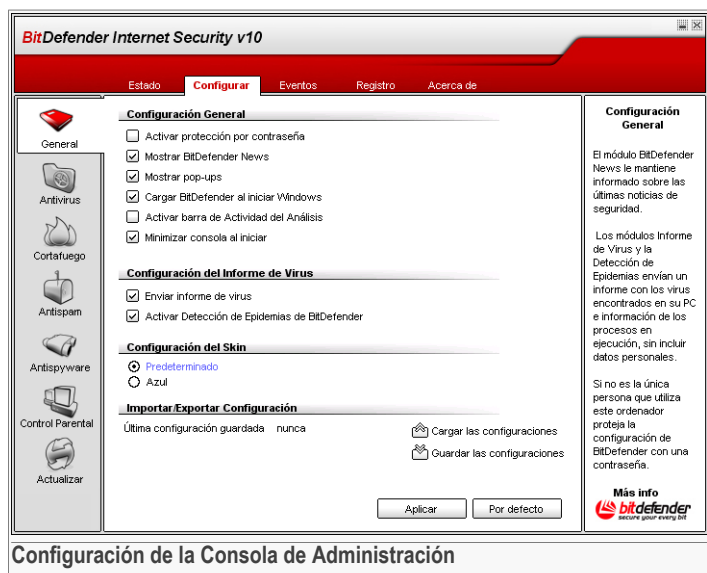 BitDefender Internet Security v10
Estado
Configurar
Eventos
Registro
Acerca de
General
Antivirus
Cortafuego
Antispam
Antispyware
Control Parental
Actualizar
Configuración General
Activar protección por contraseña
Mostrar BitDefender News
Mostrar pop-ups
Cargar BitDefender al iniciar Windows
Activar barra de Actividad del Análisis
Minimizar consola al iniciar
Configuración del Informe de Virus
Enviar informe de virus
Activar Detección de Epidemias de BitDefender
Configuración del Skin
Predeterminado
Azul
Importar/Exportar Configuración
Última configuración guardada nunca
Cargar las configuraciones
Guardar las configuraciones
Aplicar
Por defecto
Configuración
General
El módulo BitDefender
News le mantiene
informado sobre las
últimas noticias de
seguridad.
Los módulos Informe
de Virus y la
Detección de
Epidemias envían un
informe con los virus
encontrados en su PC
e información de los
procesos en
ejecución, sin incluir
datos personales.
Si no es la única
persona que utiliza
este ordenador
proteja la
configuración de
BitDefender con una
contraseña.
Más info
bitdefender
secure your every bit
Configuración de la Consola de Administración